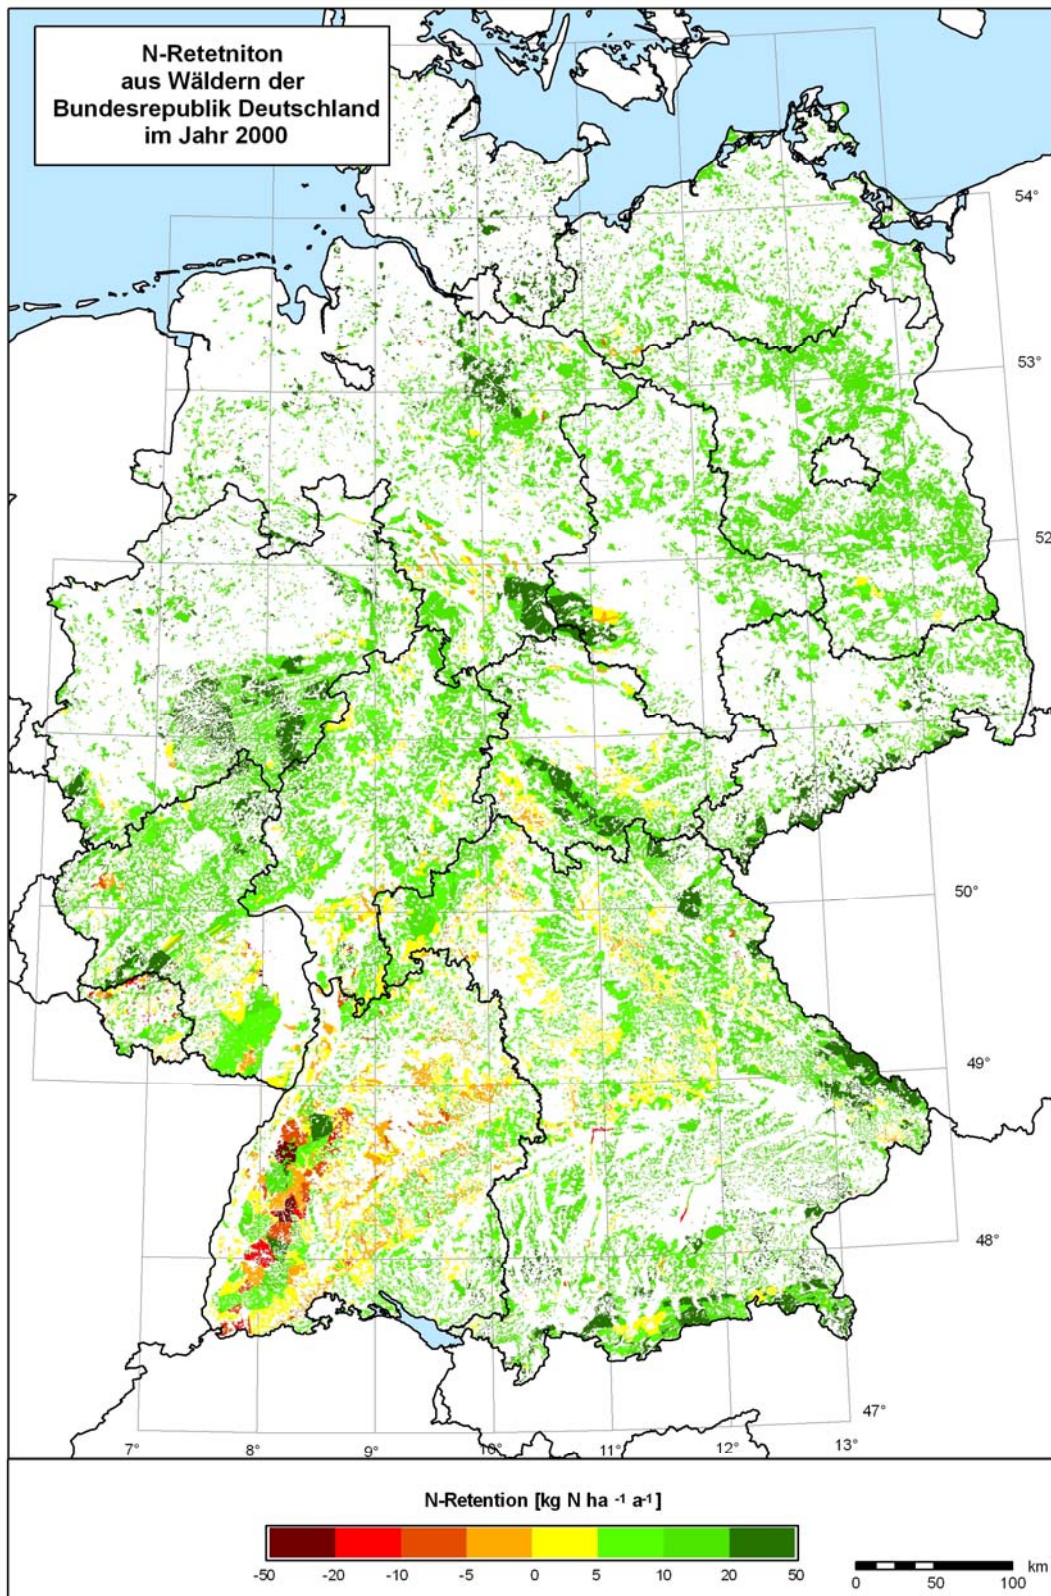 N-Retetniton
aus Wäldern der
Bundesrepublik Deutschland
im Jahr 2000
54°
53°
52
50°
49°
48°
47°
7° 8° 9° 10° 11° 12° 13°
N-Retention [kg N ha -1 a-1]
-50 -20 -10 -5 0 5 10 20 50
km
0 50 100